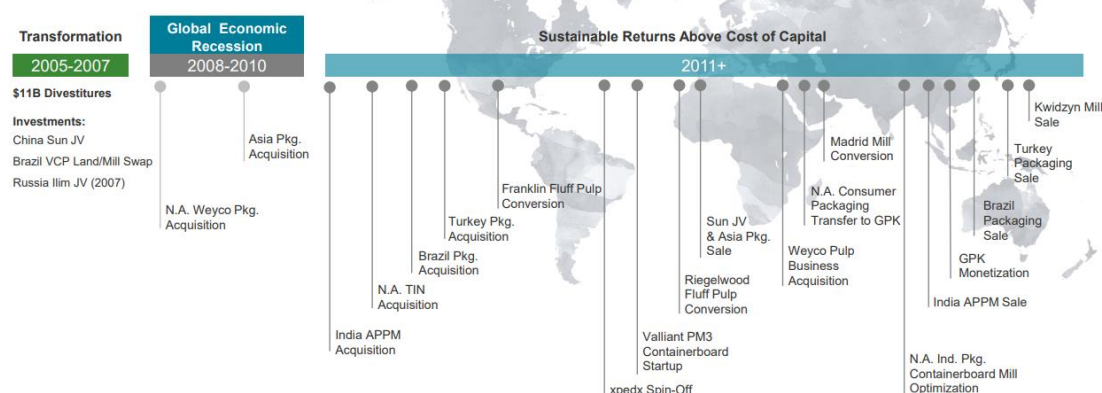 Transformation
2005-2007
$11B Divestitures
Investments:
China Sun JV
Brazil VCP Land/Mill Swap
Russia Ilim JV (2007)
Global Economic
Recession
2008-2010
N.A. Weyco Pkg.
Acquisition
Asia Pkg.
Acquisition
Sustainable Returns Above Cost of Capital
2011+
India APPM
Acquisition
N.A. TIN
Acquisition
Brazil Pkg.
Acquisition
Turkey Pkg.
Acquisition
Franklin Fluff Pulp
Conversion
xpedx Spin-Off
Valliant PM3
Containerboard
Startup
Riegelwood
Fluff Pulp
Conversion
Sun JV
& Asia Pkg.
Sale
Weyco Pulp
Business
Acquisition
N.A. Consumer
Packaging
Transfer to GPK
Madrid Mill
Conversion
N.A. Ind. Pkg.
Containerboard Mill
Optimization
India APPM Sale
GPK
Monetization
Brazil
Packaging
Sale
Turkey
Packaging
Sale
Kwidzyn Mill
Sale